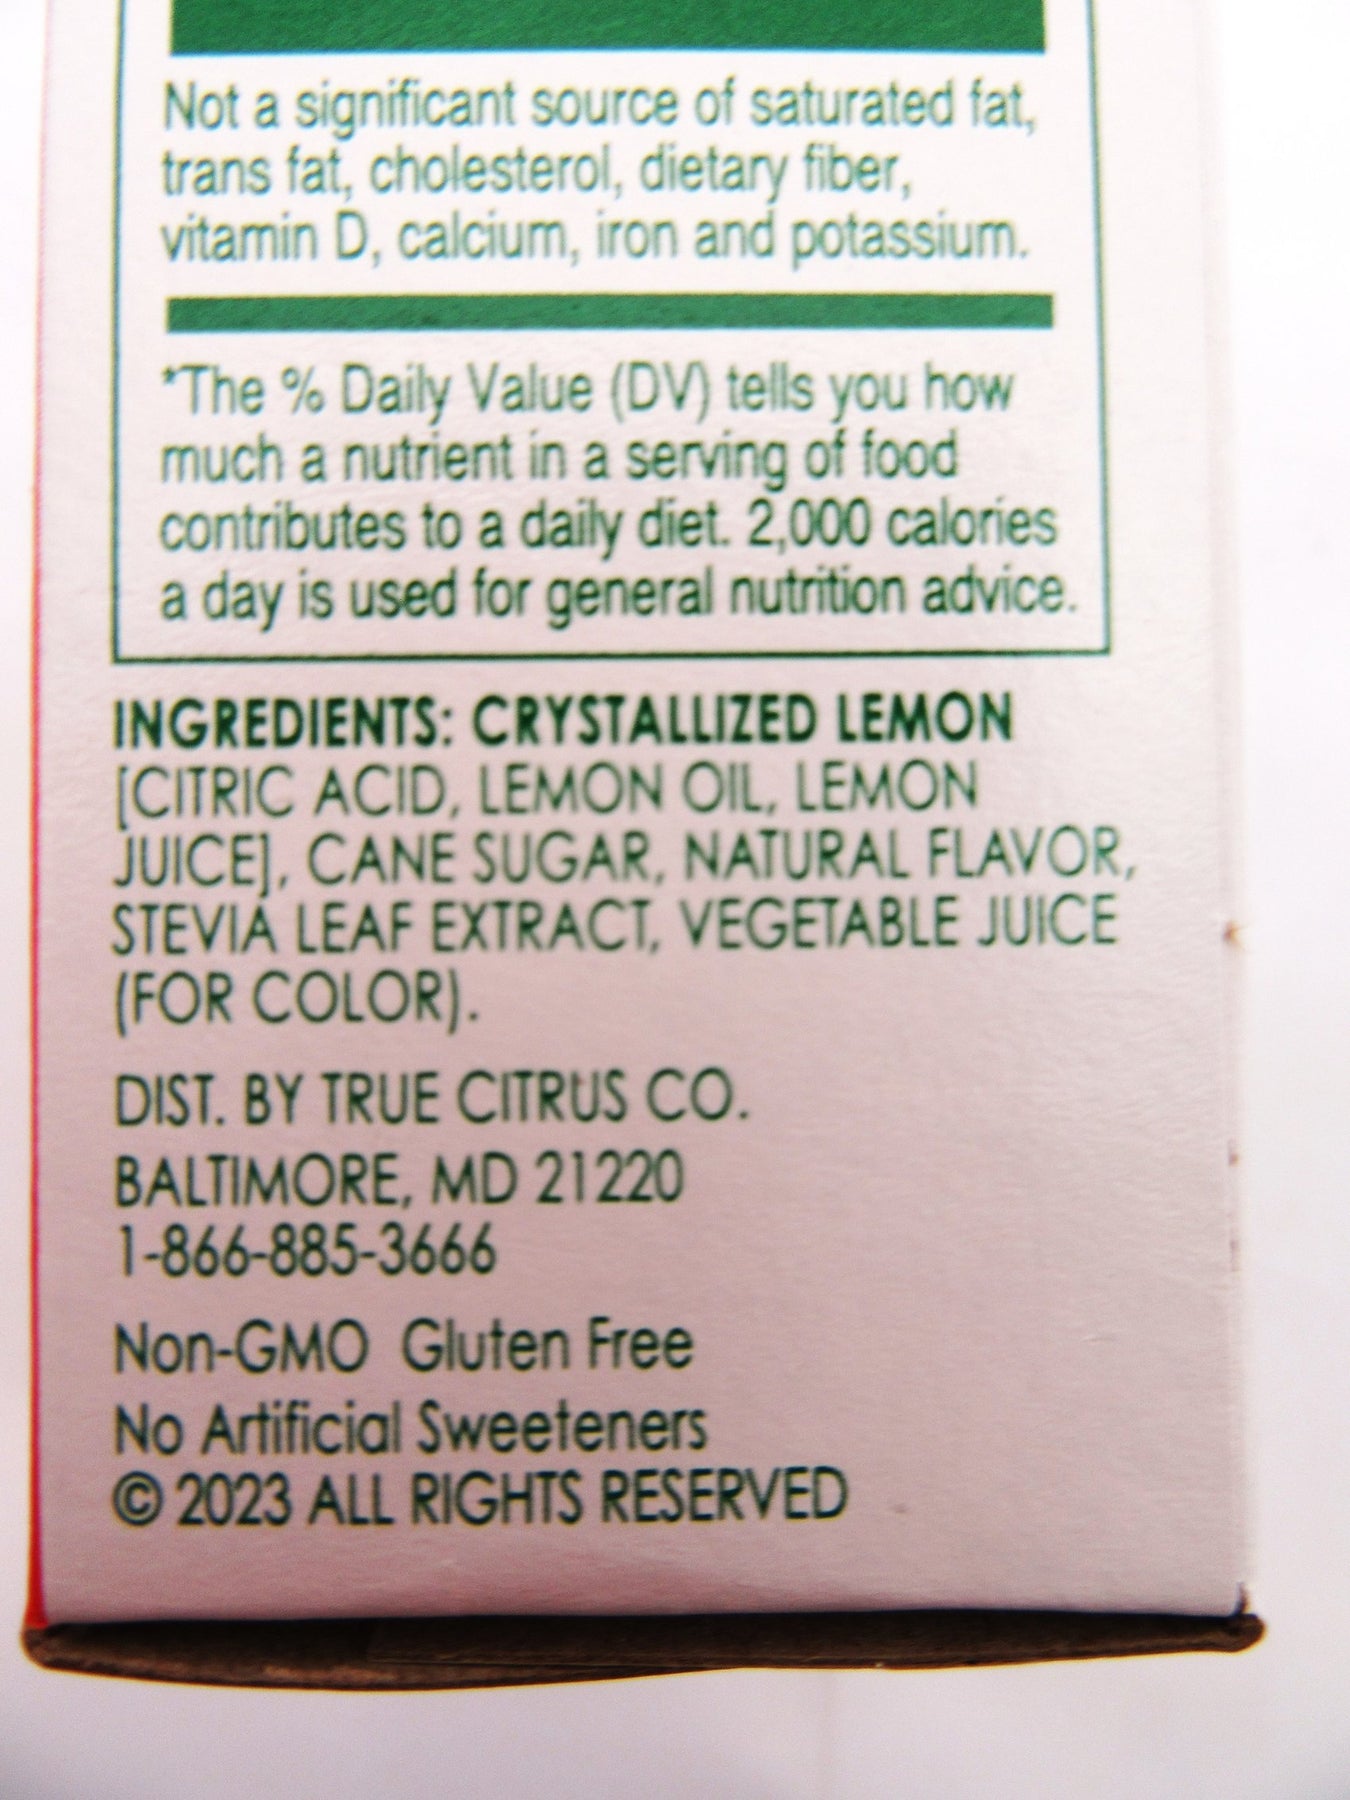 Not a significant source of saturated fat,
trans fat, cholesterol, dietary fiber,
vitamin D, calcium, iron and potassium.
*The % Daily Value (DV) tells you how
much a nutrient in a serving of food
contributes to a daily diet. 2,000 calories
a day is used for general nutrition advice.
INGREDIENTS: CRYSTALLIZED LEMON
[CITRIC ACID, LEMON OIL, LEMON
JUICE], CANE SUGAR, NATURAL FLAVOR,
STEVIA LEAF EXTRACT, VEGETABLE JUICE
(FOR COLOR).
DIST. BY TRUE CITRUS CO.
BALTIMORE, MD 21220
1-866-885-3666
Non-GMO Gluten Free
No Artificial Sweeteners
© 2023 ALL RIGHTS RESERVED